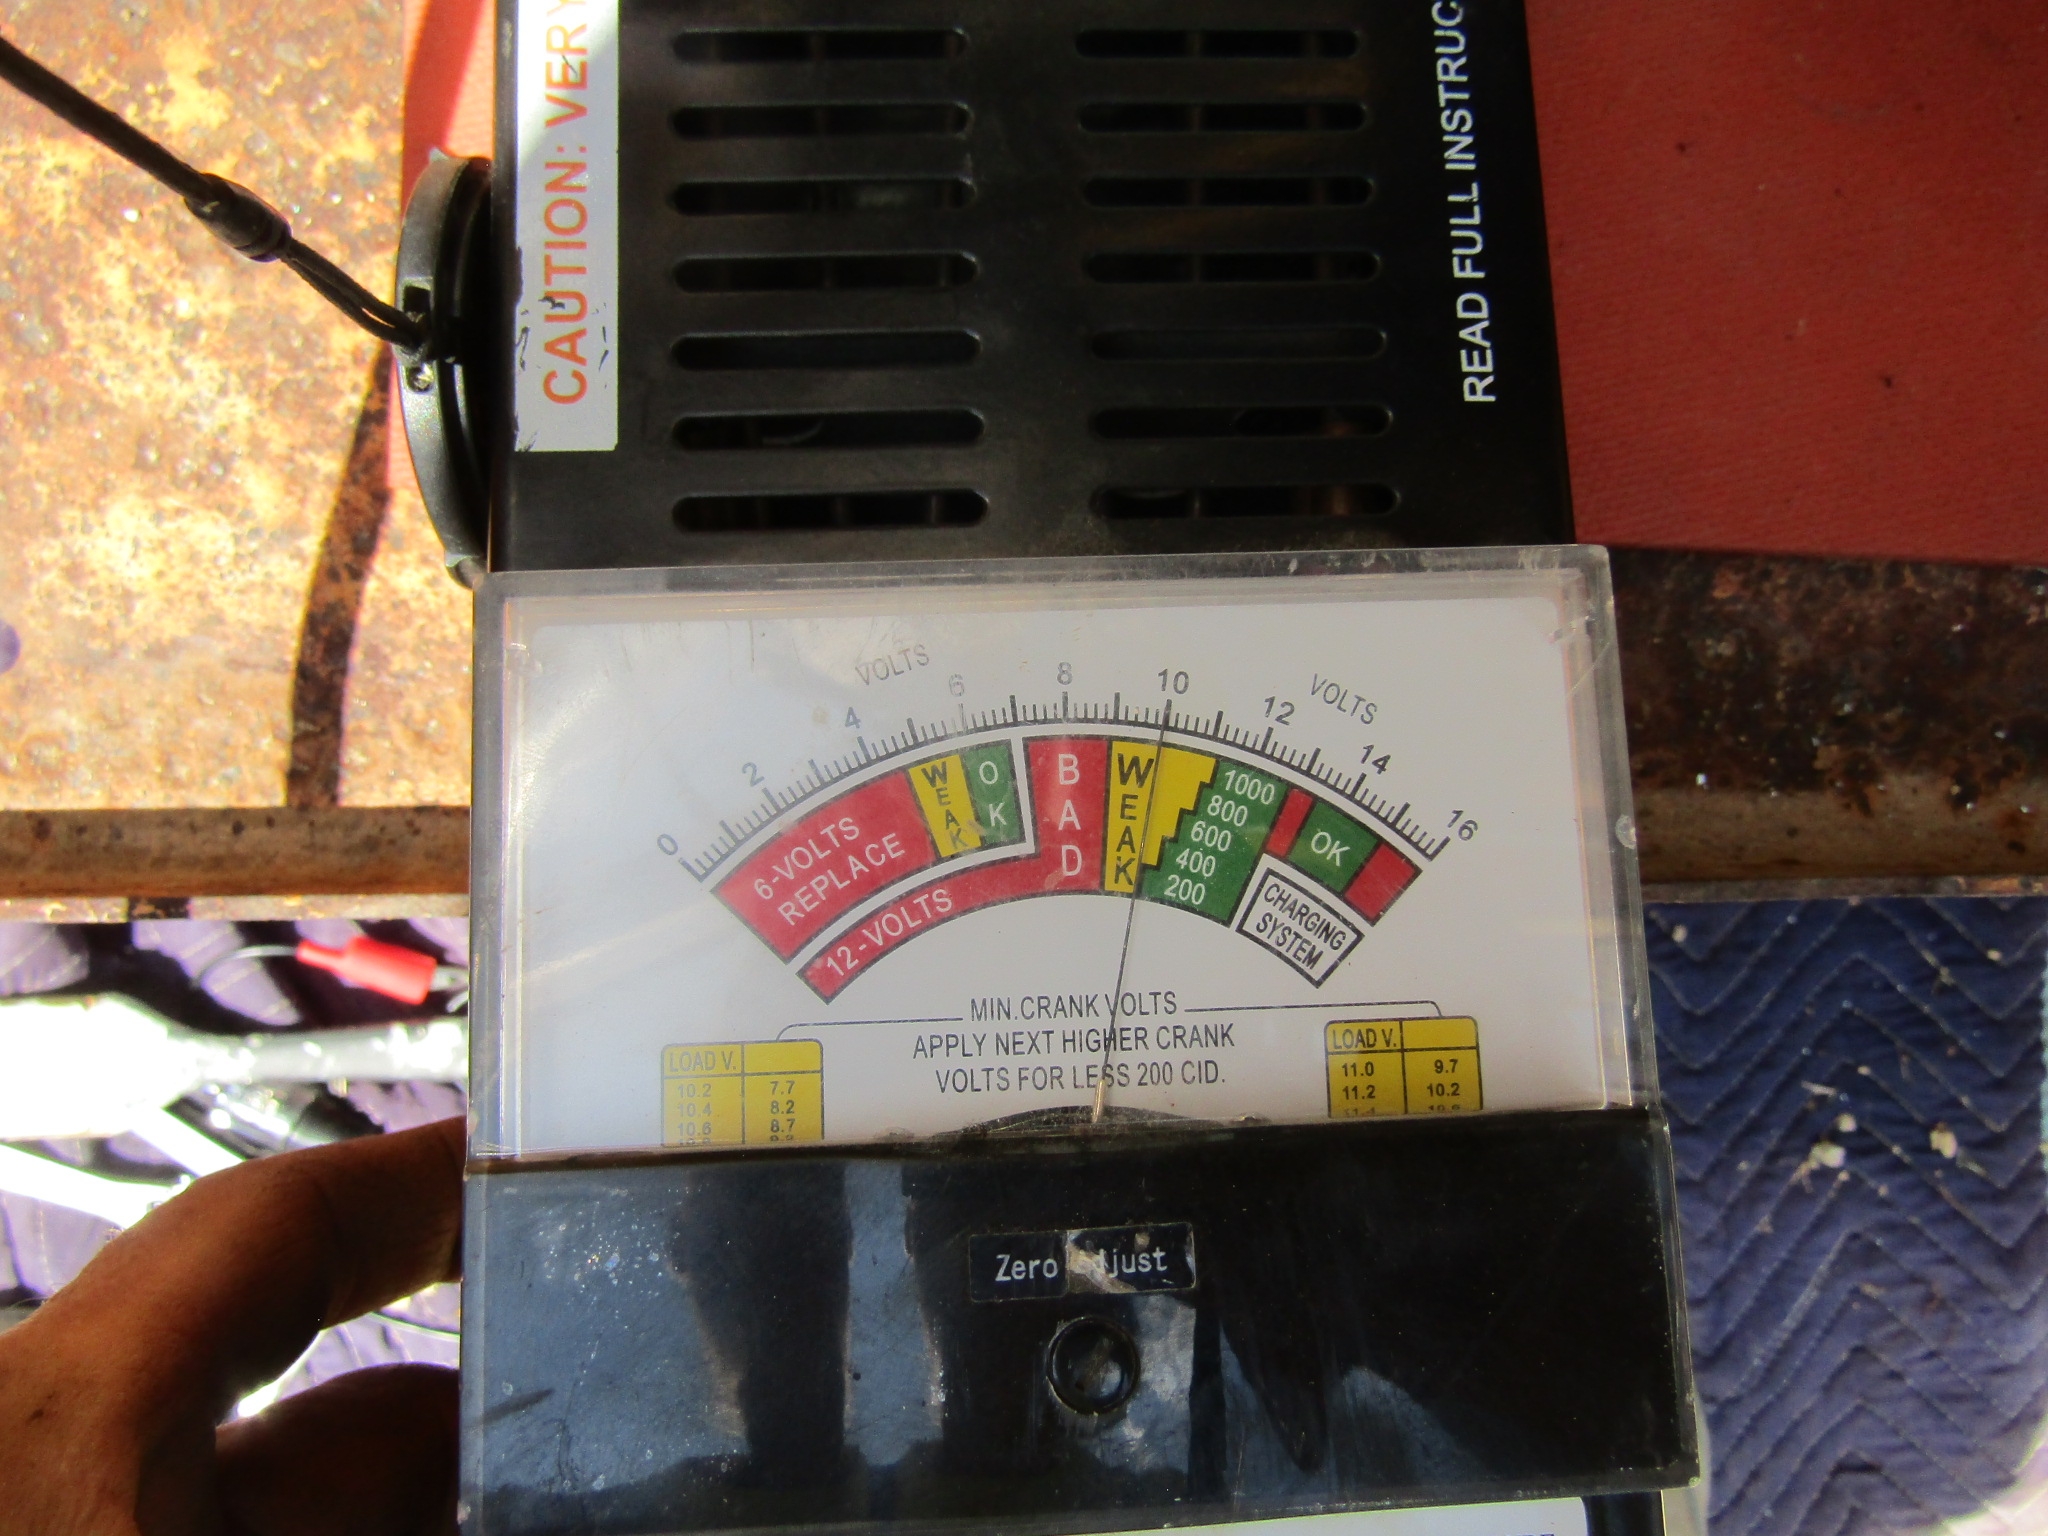 CAUTION: VERY
READ FULL INSTRUC
VOLTS
VOLTS
0 2 4 6 8 10 12 14 16
6-VOLTS
REPLACE
WEAK
OK
12-VOLTS
BAD
WEAK
1000
800
600
400
200
OK
CHARGING
SYSTEM
MIN.CRANK VOLTS
APPLY NEXT HIGHER CRANK
VOLTS FOR LESS 200 CID.
LOAD V.
10.2 7.7
10.4 8.2
10.6 8.7
LOAD V.
11.0 9.7
11.2 10.2
Zero Adjust